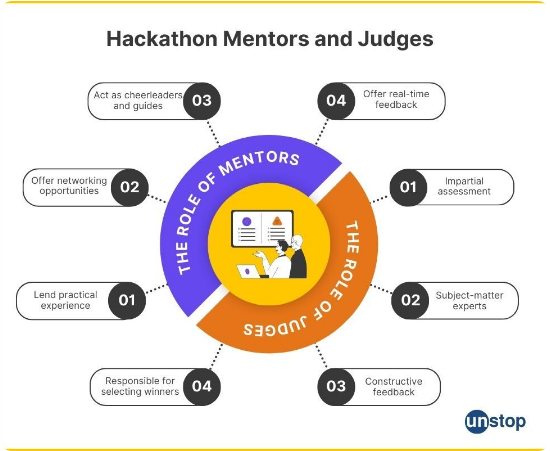 Hackathon Mentors and Judges
Act as cheerleaders
and guides
03
04
Offer real-time
feedback
THE ROLE OF MENTORS
Offer networking
opportunities
02
01
Impartial
assessment
THE ROLE OF JUDGES
Lend practical
experience
01
02
Subject-matter
experts
Responsible for
selecting winners
04
03
Constructive
feedback
unstop